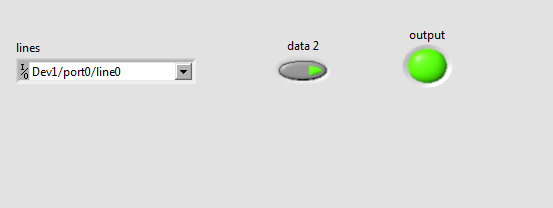 lines
data 2
output
I/O Dev1/port0/line0